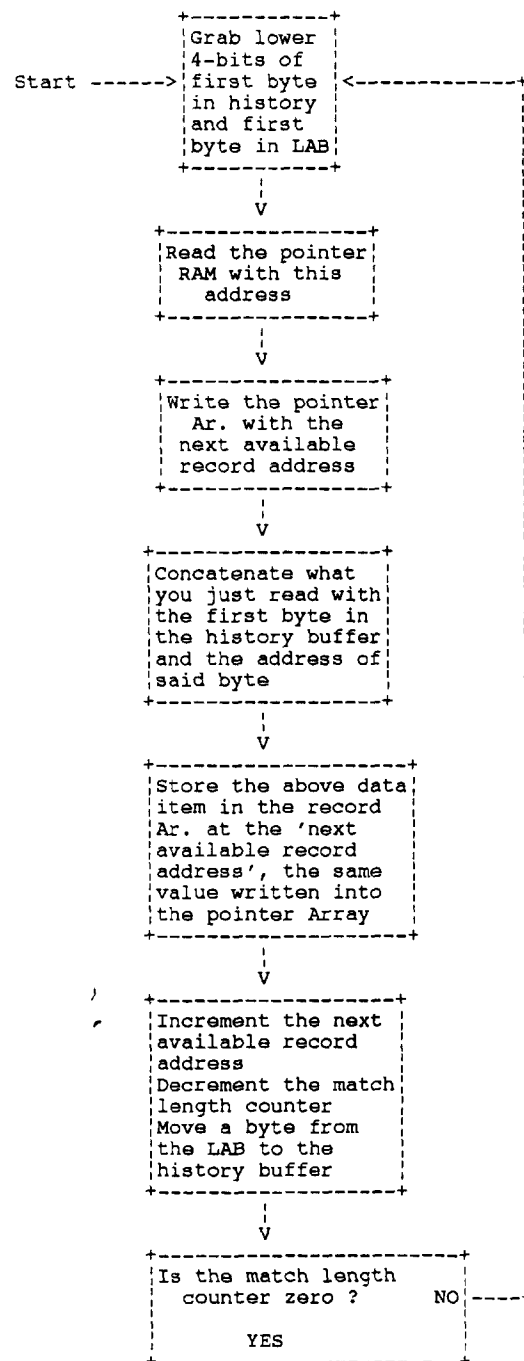 Grab lower
4-bits of
Start ------> first byte <
in history
and first
byte in LAB
V
Read the pointer
RAM with this
address
V
Write the pointer
Ar. with the
next available
record address
V
Concatenate what
you just read with
the first byte in
the history buffer
and the address of
said byte
V
Store the above data
item in the record
Ar. at the 'next
available record
address', the same
value written into
the pointer Array
V
Increment the next
available record
address
Decrement the match
length counter
Move a byte from
the LAB to the
history buffer
V
Is the match length
counter zero ? NO
YES